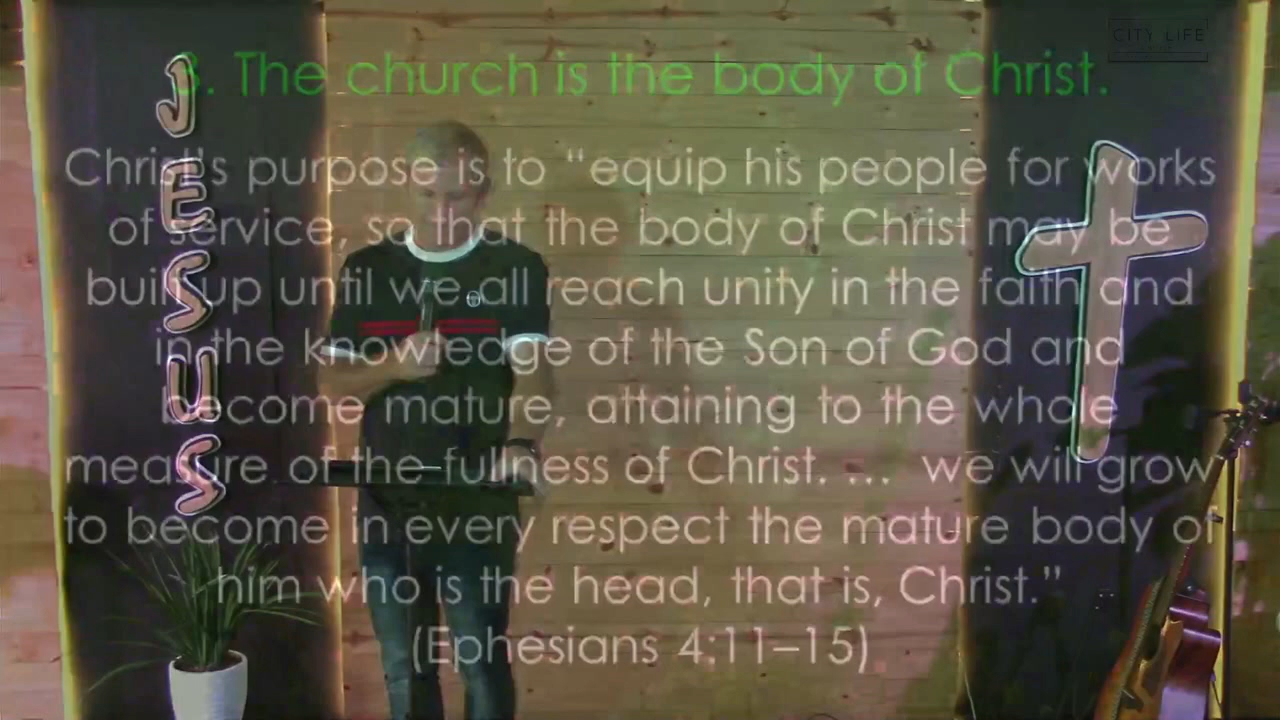 CITY LIFE
3. The church is the body of Christ.
Christ's purpose is to “equip his people for works
of service, so that the body of Christ may be
built up until we all reach unity in the faith and
in the knowledge of the Son of God and
become mature, attaining to the whole
measure of the fullness of Christ. … we will grow
to become in every respect the mature body of
him who is the head, that is, Christ.”
(Ephesians 4:11–15)
JESUS